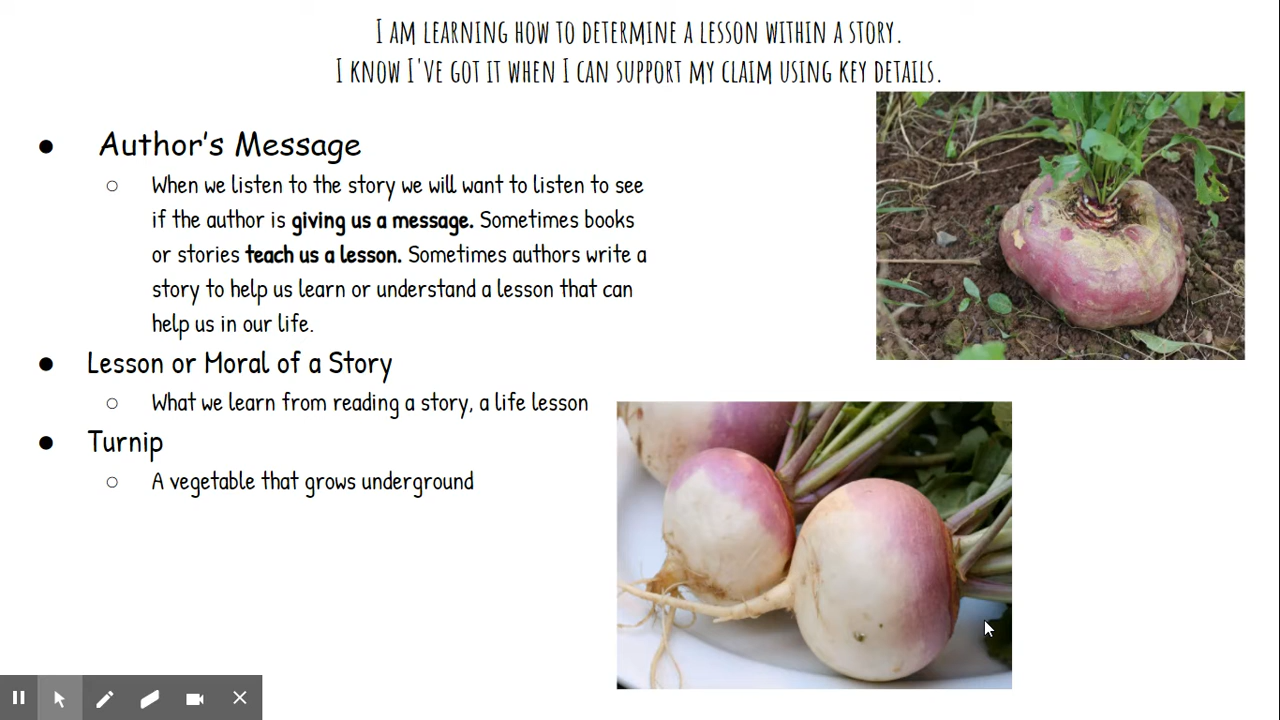 I am learning how to determine a lesson within a story.
I know I've got it when I can support my claim using key details.
Author's Message
When we listen to the story we will want to listen to see
if the author is giving us a message. Sometimes books
or stories teach us a lesson. Sometimes authors write a
story to help us learn or understand a lesson that can
help us in our life.
Lesson or Moral of a Story
What we learn from reading a story, a life lesson
Turnip
A vegetable that grows underground